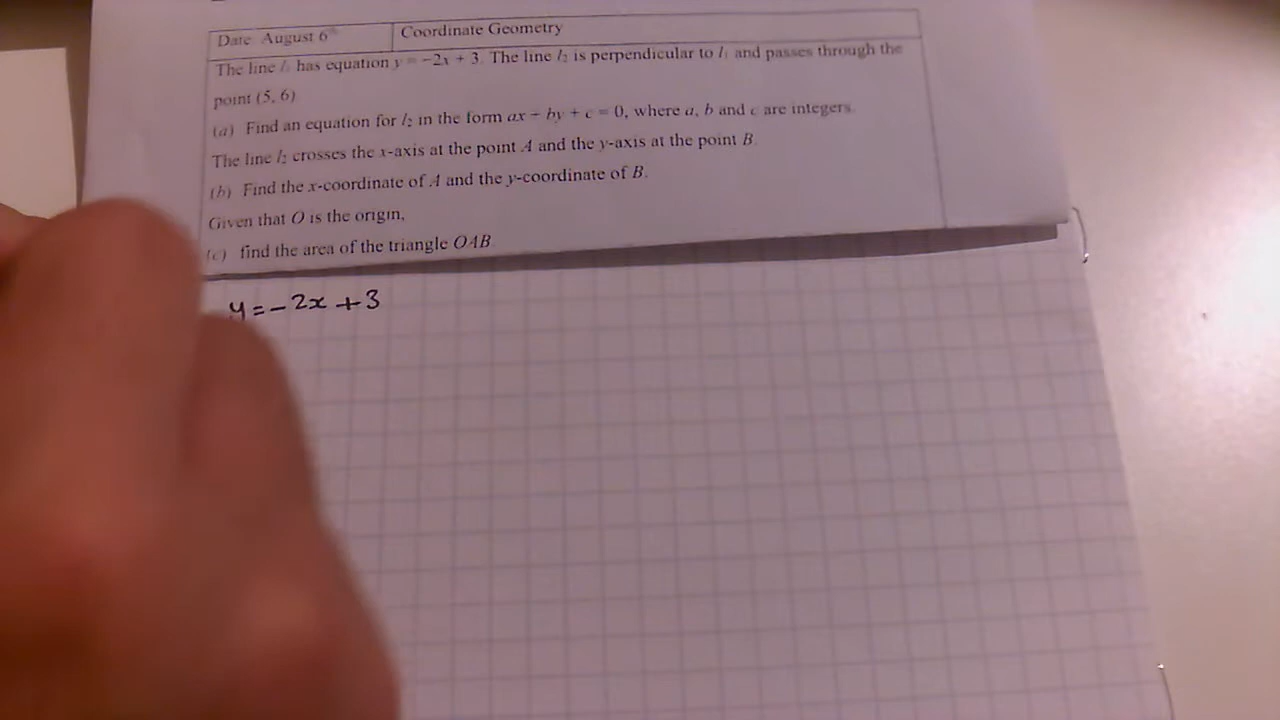 Date: August 6th
Coordinate Geometry
The line l₁ has equation y = −2x + 3. The line l₂ is perpendicular to l₁ and passes through the
point (5, 6).
(a) Find an equation for l₂ in the form ax + by + c = 0, where a, b and c are integers.
The line l₂ crosses the x-axis at the point A and the y-axis at the point B.
(b) Find the x-coordinate of A and the y-coordinate of B.
Given that O is the origin,
(c) find the area of the triangle OAB
y=-2x+3